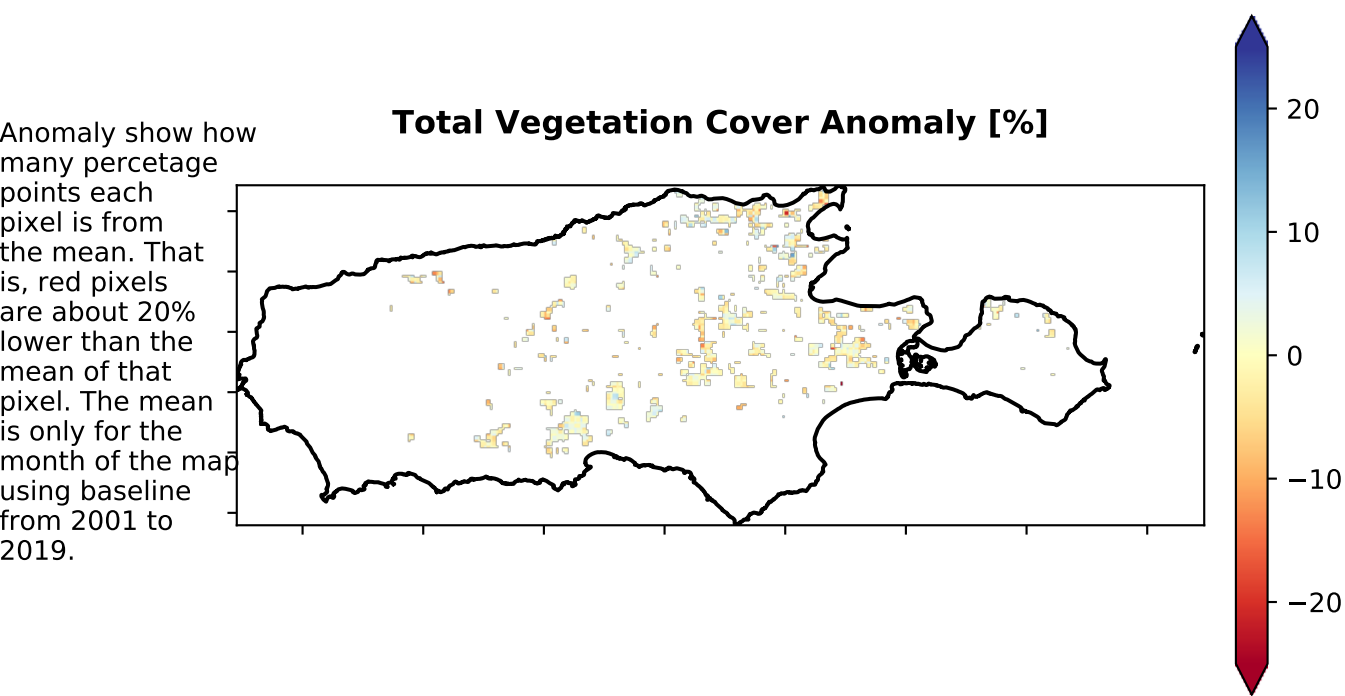 Total Vegetation Cover Anomaly [%]
Anomaly show how
many percetage
points each
pixel is from
the mean. That
is, red pixels
are about 20%
lower than the
mean of that
pixel. The mean
is only for the
month of the map
using baseline
from 2001 to
2019.
20
10
0
−10
−20